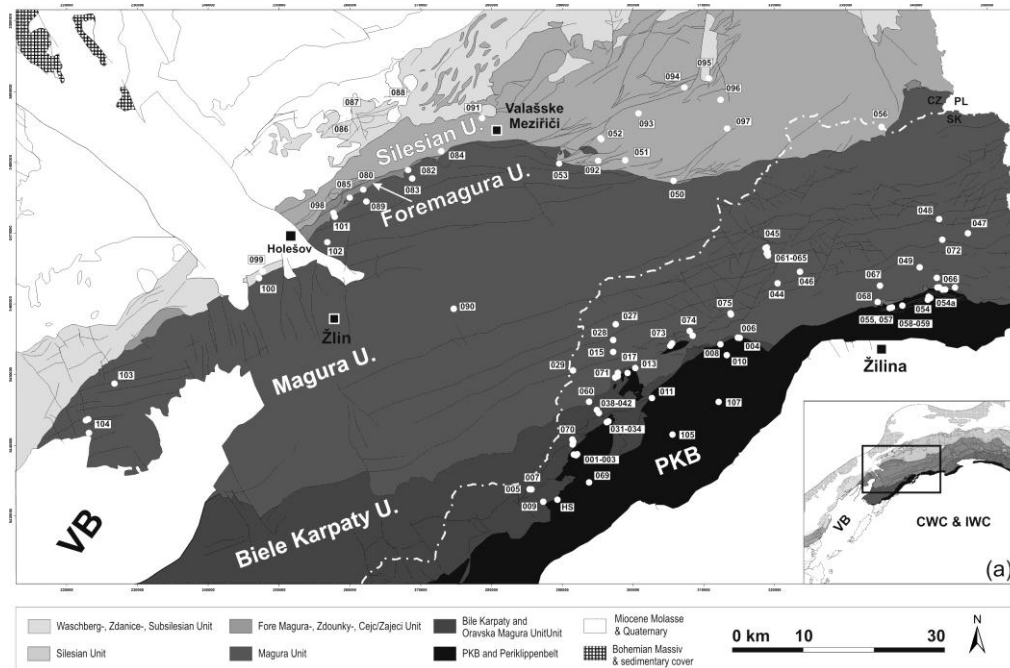 095
094
088
087
096
091
Valašske
Meziříčí
093
097
056
CZ
PL
SK
086
Silesian U.
052
084
051
080
082
053
092
085
083
050
Foremagura U.
098
089
101
048
047
Holešov
102
045
072
099
061-065
049
100
067
066
046
044
068
090
075
054
054a
027
074
006
055, 057
Žlin
028
073
058-059
015
017
008
004
013
010
Žilina
Magura U.
029
071
103
060
011
107
038-042
104
031-034
070
105
PKB
001-003
007
069
005
VB
009
HS
Biele Karpaty U.
VB
CWC & IWC
(a)
Waschberg-, Zdanice-, Subsilesian Unit
Fore Magura-, Zdounky-, Cejc/Zajeci Unit
Bile Karpaty and
Oravska Magura UnitUnit
Miocene Molasse
& Quaternary
0 km
10
30
N
Silesian Unit
Magura Unit
PKB and Periklippenbelt
Bohemian Massiv
& sedimentary cover